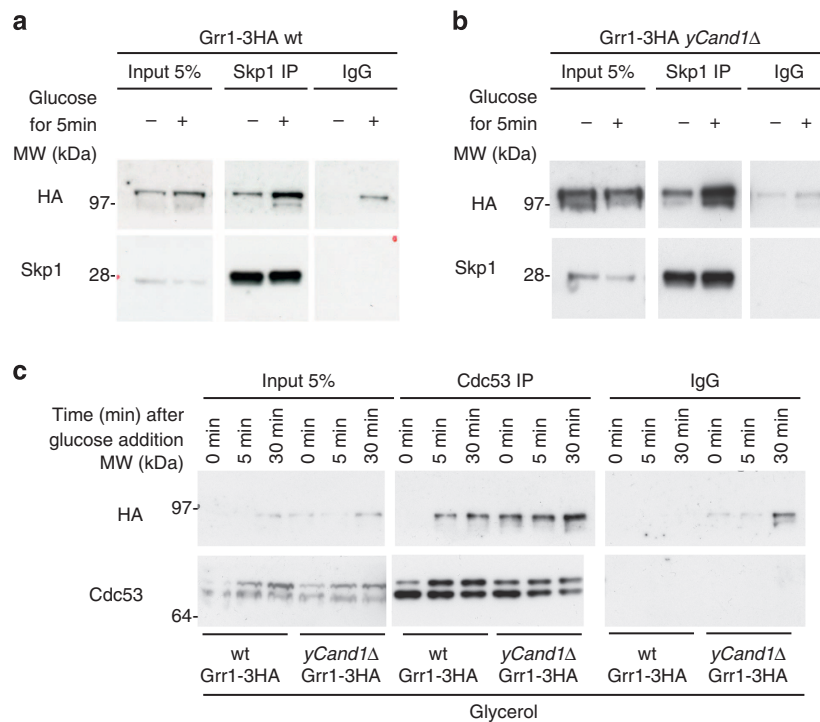 a
Grr1-3HA wt
Input 5% Skp1 IP IgG
Glucose
for 5min – + – + – +
MW (kDa)
HA 97-
Skp1 28-
b
Grr1-3HA yCand1Δ
Input 5% Skp1 IP IgG
Glucose
for 5min – + – + – +
MW (kDa)
HA 97-
Skp1 28-
c
Input 5% Cdc53 IP IgG
Time (min) after
glucose addition
MW (kDa)
0 min 5 min 30 min 0 min 5 min 30 min 0 min 5 min 30 min 0 min 5 min 30 min 0 min 5 min 30 min 0 min 5 min 30 min
HA 97-
Cdc53
64-
wt yCand1Δ wt yCand1Δ wt yCand1Δ
Grr1-3HA Grr1-3HA Grr1-3HA Grr1-3HA Grr1-3HA Grr1-3HA
Glycerol